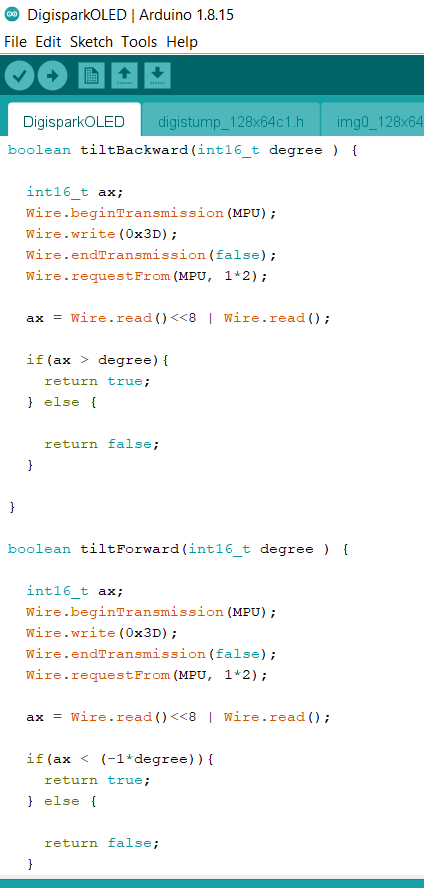 DigisparkOLED | Arduino 1.8.15
File Edit Sketch Tools Help
DigisparkOLED digistump_128x64c1.h img0_128x64
boolean tiltBackward(int16_t degree ) {
int16_t ax;
Wire.beginTransmission(MPU);
Wire.write(0x3D);
Wire.endTransmission(false);
Wire.requestFrom(MPU, 1*2);
ax = Wire.read()<<8 | Wire.read();
if(ax > degree){
return true;
} else {
return false;
}
}
boolean tiltForward(int16_t degree ) {
int16_t ax;
Wire.beginTransmission(MPU);
Wire.write(0x3D);
Wire.endTransmission(false);
Wire.requestFrom(MPU, 1*2);
ax = Wire.read()<<8 | Wire.read();
if(ax < (-1*degree)){
return true;
} else {
return false;
}